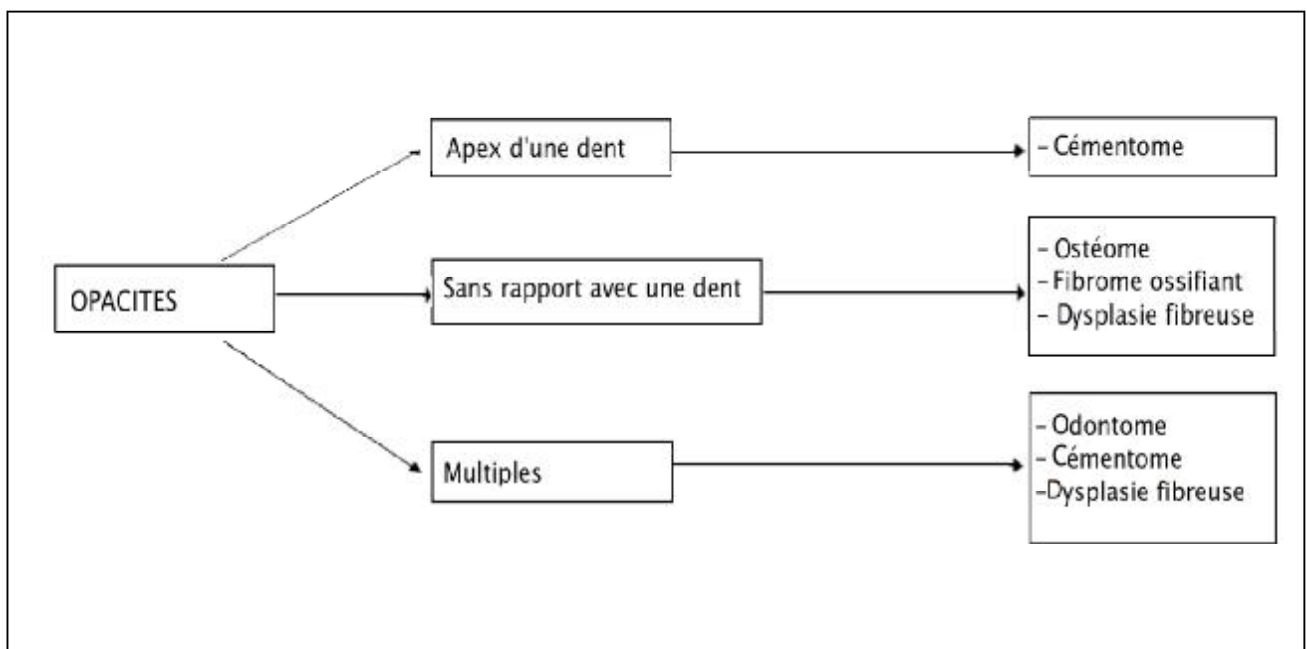 Apex d'une dent
– Cémentome
OPACITES
Sans rapport avec une dent
– Ostéome
– Fibrome ossifiant
– Dysplasie fibreuse
Multiples
– Odontome
– Cémentome
–Dysplasie fibreuse